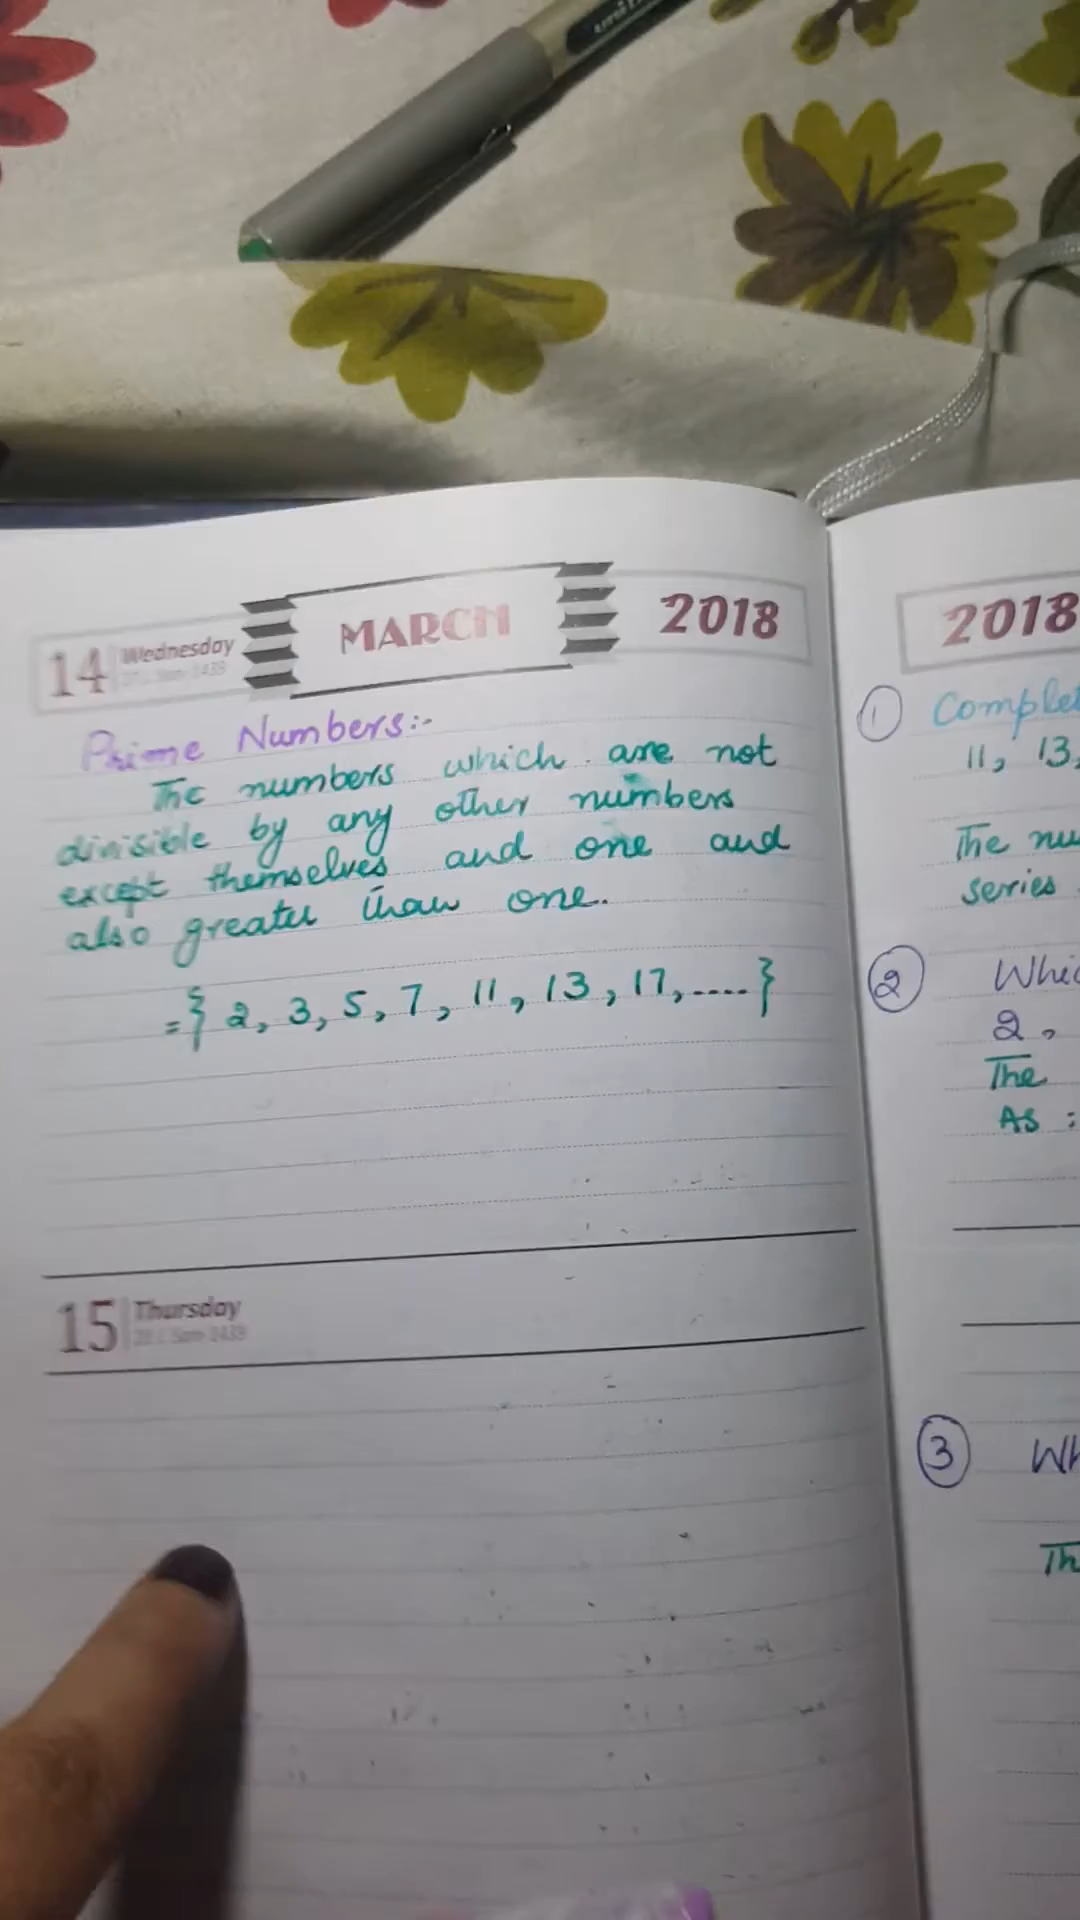 14 Wednesday MARCH 2018
Prime Numbers:-
The numbers which are not
divisible by any other numbers
except themselves and one and
also greater than one.
={ 2, 3, 5, 7, 11, 13, 17, .... }
15 Thursday
2018
① Complet
11, 13,
The nu
series
② Whic
2,
The
As :
③ Wh
Th